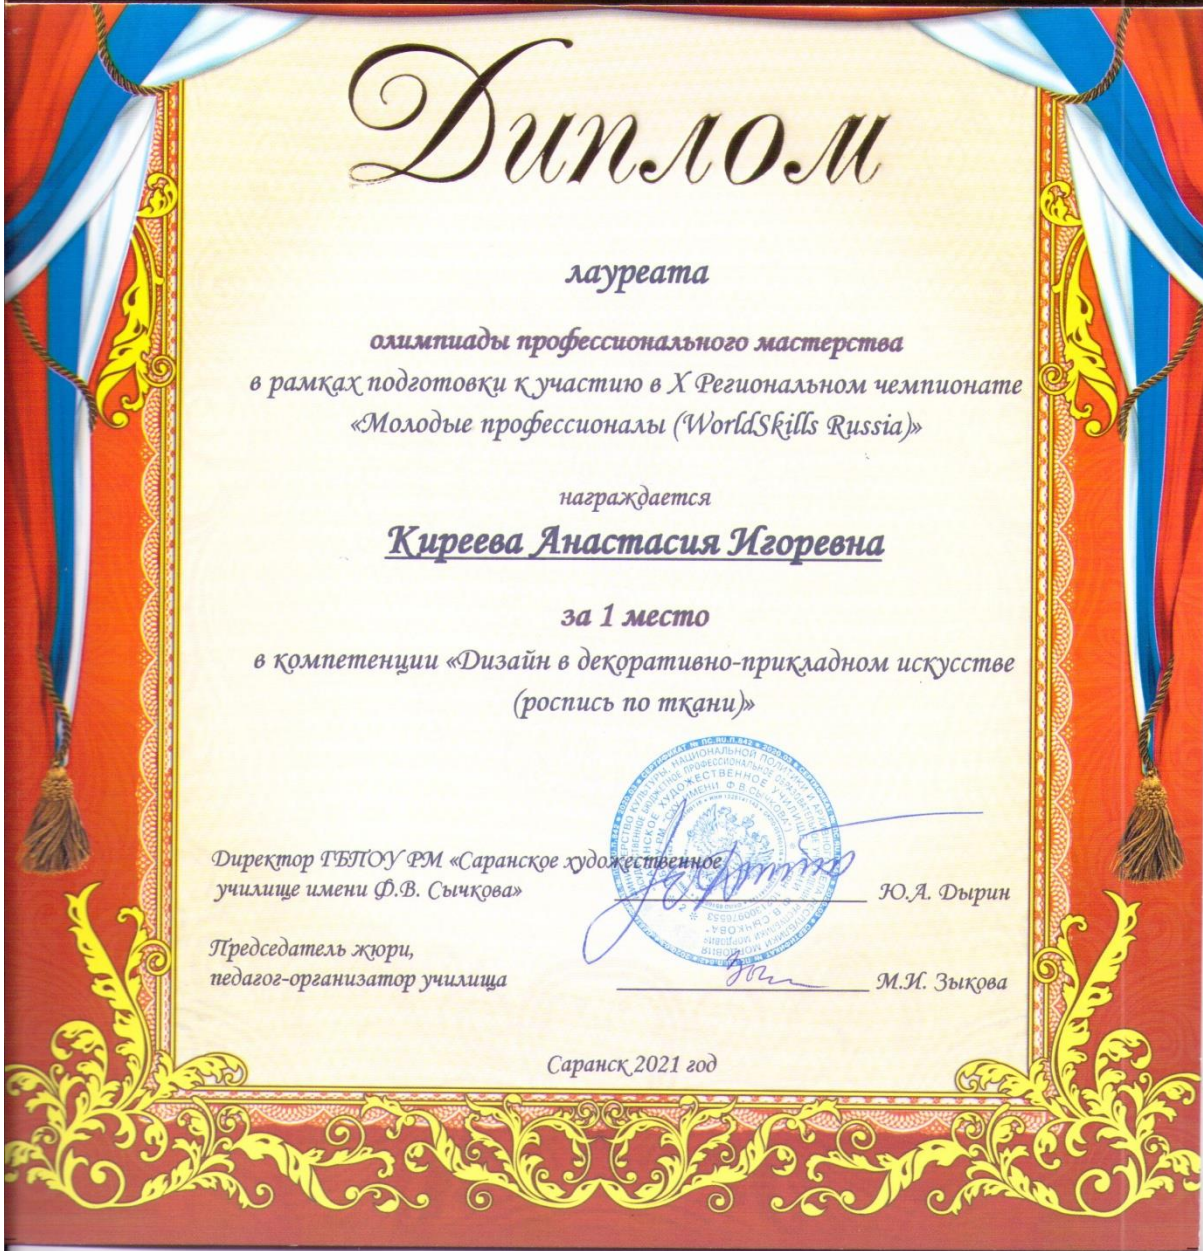 Диплом
лауреата
олимпиады профессионального мастерства
в рамках подготовки к участию в X Региональном чемпионате
«Молодые профессионалы (WorldSkills Russia)»
награждается
Киреева Анастасия Игоревна
за 1 место
в компетенции «Дизайн в декоративно-прикладном искусстве
(роспись по ткани)»
Директор ГБПОУ РМ «Саранское художественное
училище имени Ф.В. Сычкова»
Ю.А. Дырин
Председатель жюри,
педагог-организатор училища
М.И. Зыкова
Саранск 2021 год